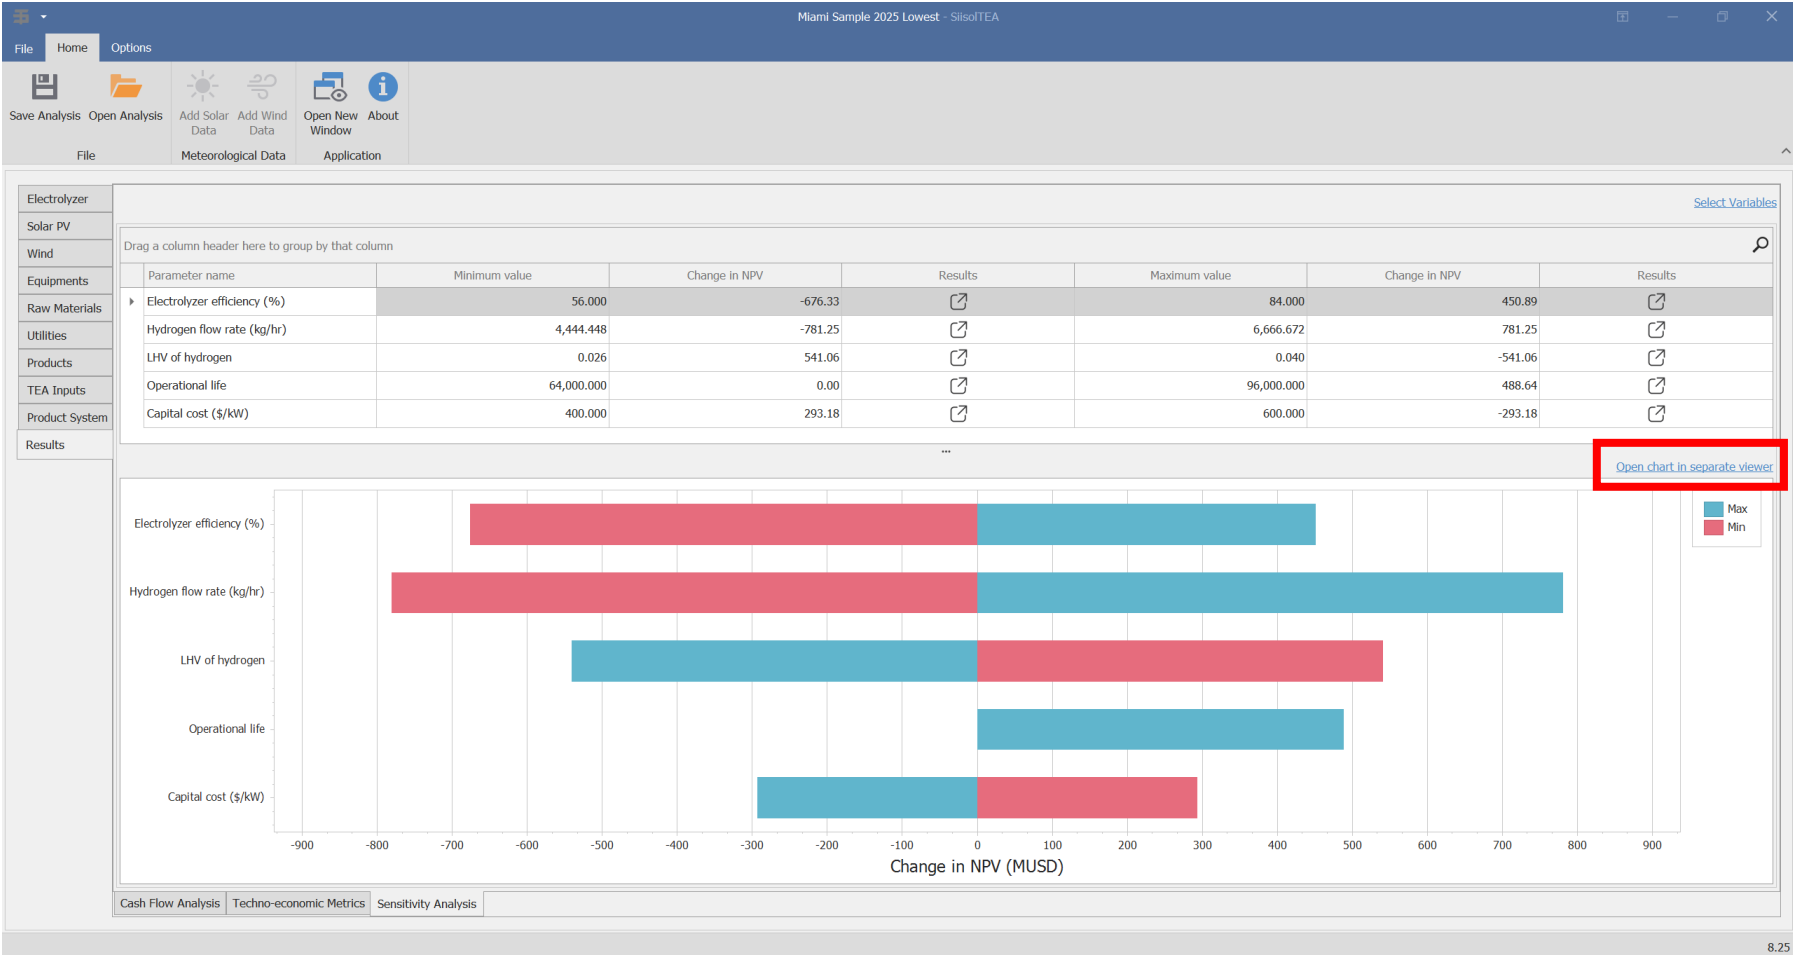 Miami Sample 2025 Lowest - SiisolTEA
File Home Options
Save Analysis Open Analysis Add Solar Data Add Wind Data Open New Window About
File Meteorological Data Application
Electrolyzer
Solar PV
Wind
Equipments
Raw Materials
Utilities
Products
TEA Inputs
Product System
Results
Select Variables
Drag a column header here to group by that column
Parameter name Minimum value Change in NPV Results Maximum value Change in NPV Results
Electrolyzer efficiency (%) 56.000 -676.33 84.000 450.89
Hydrogen flow rate (kg/hr) 4,444.448 -781.25 6,666.672 781.25
LHV of hydrogen 0.026 541.06 0.040 -541.06
Operational life 64,000.000 0.00 96,000.000 488.64
Capital cost ($/kW) 400.000 293.18 600.000 -293.18
Open chart in separate viewer
Max
Min
Electrolyzer efficiency (%)
Hydrogen flow rate (kg/hr)
LHV of hydrogen
Operational life
Capital cost ($/kW)
-900 -800 -700 -600 -500 -400 -300 -200 -100 0 100 200 300 400 500 600 700 800 900
Change in NPV (MUSD)
Cash Flow Analysis Techno-economic Metrics Sensitivity Analysis
8.25